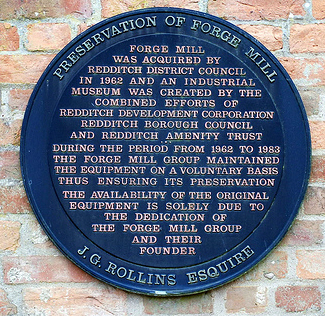 PRESERVATION OF FORGE MILL
FORGE MILL
WAS ACQUIRED BY
REDDITCH DISTRICT COUNCIL
IN 1962 AND AN INDUSTRIAL
MUSEUM WAS CREATED BY THE
COMBINED EFFORTS OF
REDDITCH DEVELOPMENT CORPORATION
REDDITCH BOROUGH COUNCIL
AND REDDITCH AMENITY TRUST
DURING THE PERIOD FROM 1962 TO 1983
THE FORGE MILL GROUP MAINTAINED
THE EQUIPMENT ON A VOLUNTARY BASIS
THUS ENSURING ITS PRESERVATION
THE AVAILABILITY OF THE ORIGINAL
EQUIPMENT IS SOLELY DUE TO
THE DEDICATION OF
THE FORGE MILL GROUP
AND THEIR
FOUNDER
J.G. ROLLINS ESQUIRE